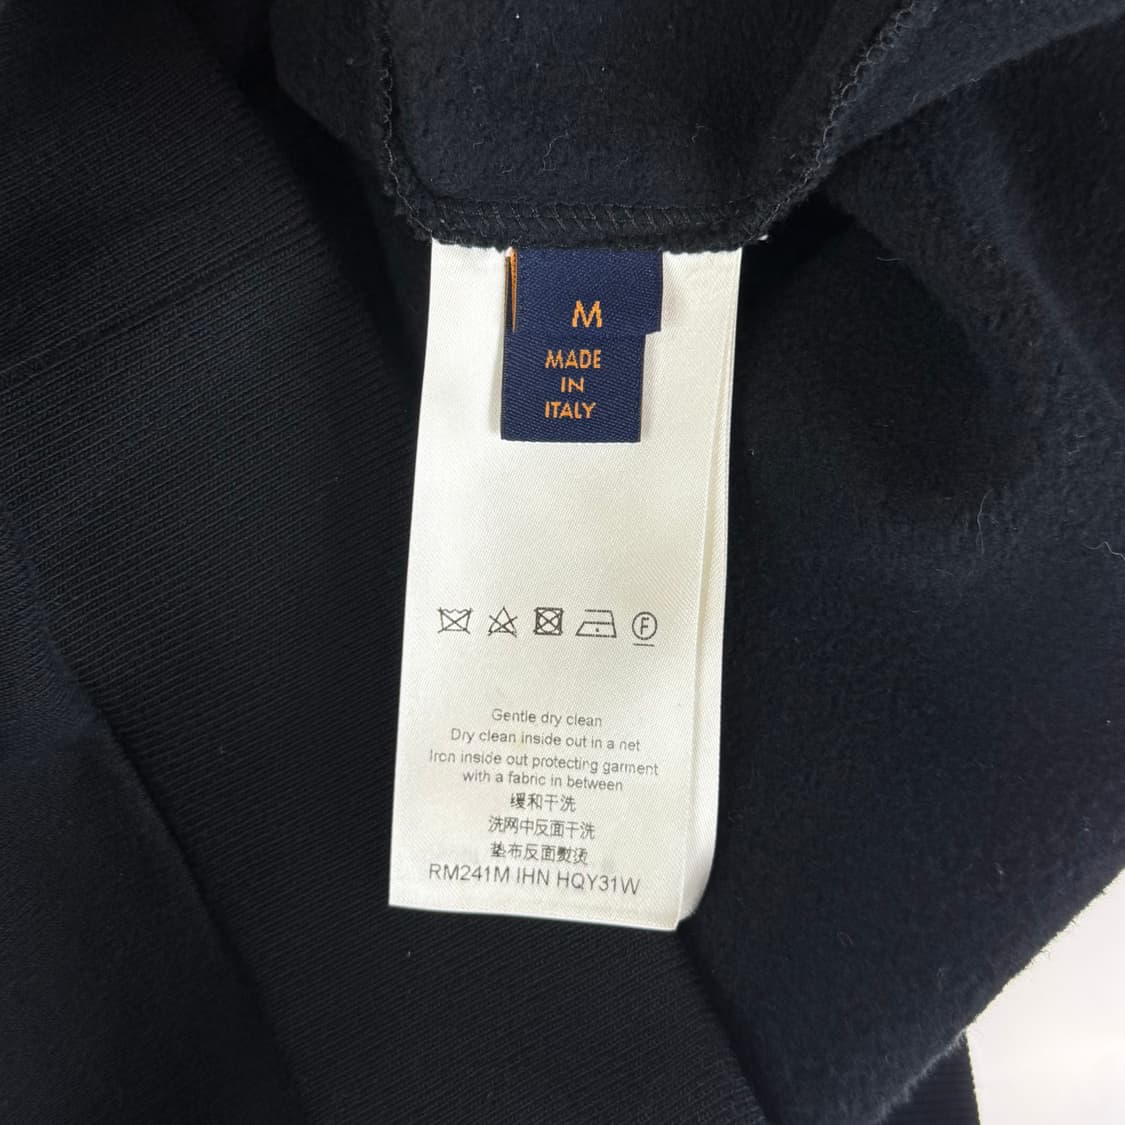 M
MADE
IN
ITALY
F
Gentle dry clean
Dry clean inside out in a net
Iron inside out protecting garment
with a fabric in between
缓和干洗
洗网中反面干洗
垫布反面熨烫
RM241M IHN HQY31W